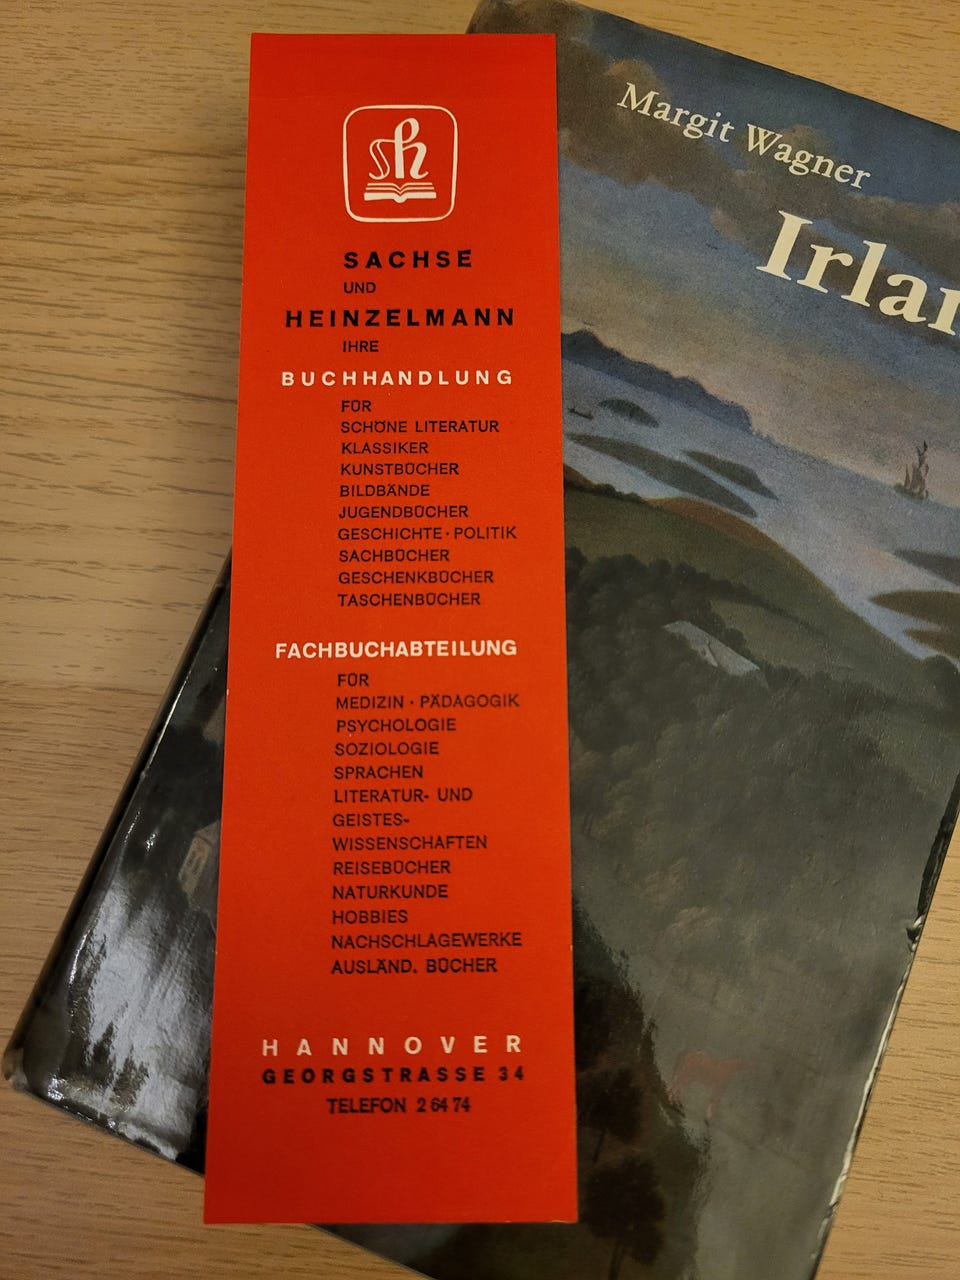 sh
SACHSE
UND
HEINZELMANN
IHRE
BUCHHANDLUNG
FÜR
SCHÖNE LITERATUR
KLASSIKER
KUNSTBÜCHER
BILDBÄNDE
JUGENDBÜCHER
GESCHICHTE · POLITIK
SACHBÜCHER
GESCHENKBÜCHER
TASCHENBÜCHER
FACHBUCHABTEILUNG
FÜR
MEDIZIN · PÄDAGOGIK
PSYCHOLOGIE
SOZIOLOGIE
SPRACHEN
LITERATUR- UND
GEISTES-
WISSENSCHAFTEN
REISEBÜCHER
NATURKUNDE
HOBBIES
NACHSCHLAGEWERKE
AUSLÄND. BÜCHER
HANNOVER
GEORGSTRASSE 34
TELEFON 2 64 74
Margit Wagner
Irlan